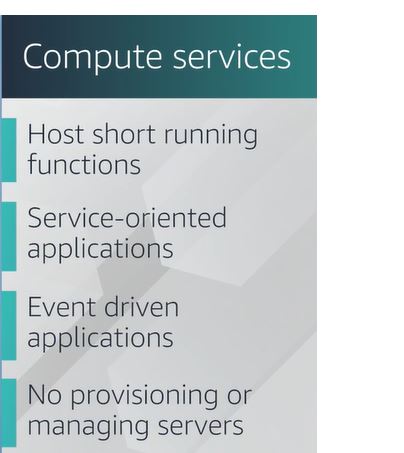 Compute services
Host short running
functions
Service-oriented
applications
Event driven
applications
No provisioning or
managing servers